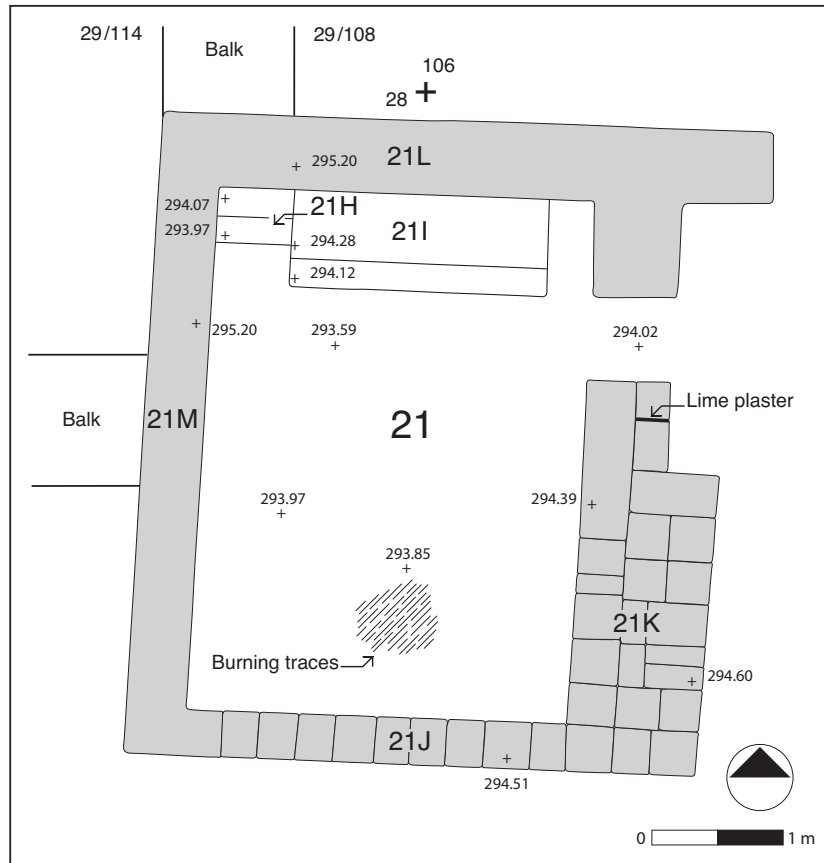 29/114
Balk
29/108
106
28
295.20
21L
294.07
21H
21I
293.97
294.28
294.12
295.20
293.59
294.02
Balk
21M
21
Lime plaster
293.97
294.39
293.85
21K
Burning traces
294.60
21J
294.51
0
1 m